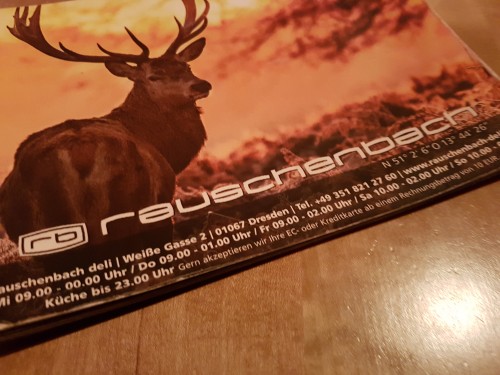 rb rauschenbach
N 51° 2' 6" O 13° 44' 26"
rauschenbach deli | Weiße Gasse 2 | 01067 Dresden | Tel. +49 351 821 27 60 | www.rauschenbach-de
Mi 09.00 - 00.00 Uhr / Do 09.00 - 01.00 Uhr / Fr 09.00 - 02.00 Uhr / Sa 10.00 - 02.00 Uhr / So 10.00 -
Küche bis 23.00 Uhr Gern akzeptieren wir Ihre EC- oder Kreditkarte ab einem Rechnungsbetrag von 10 EUR